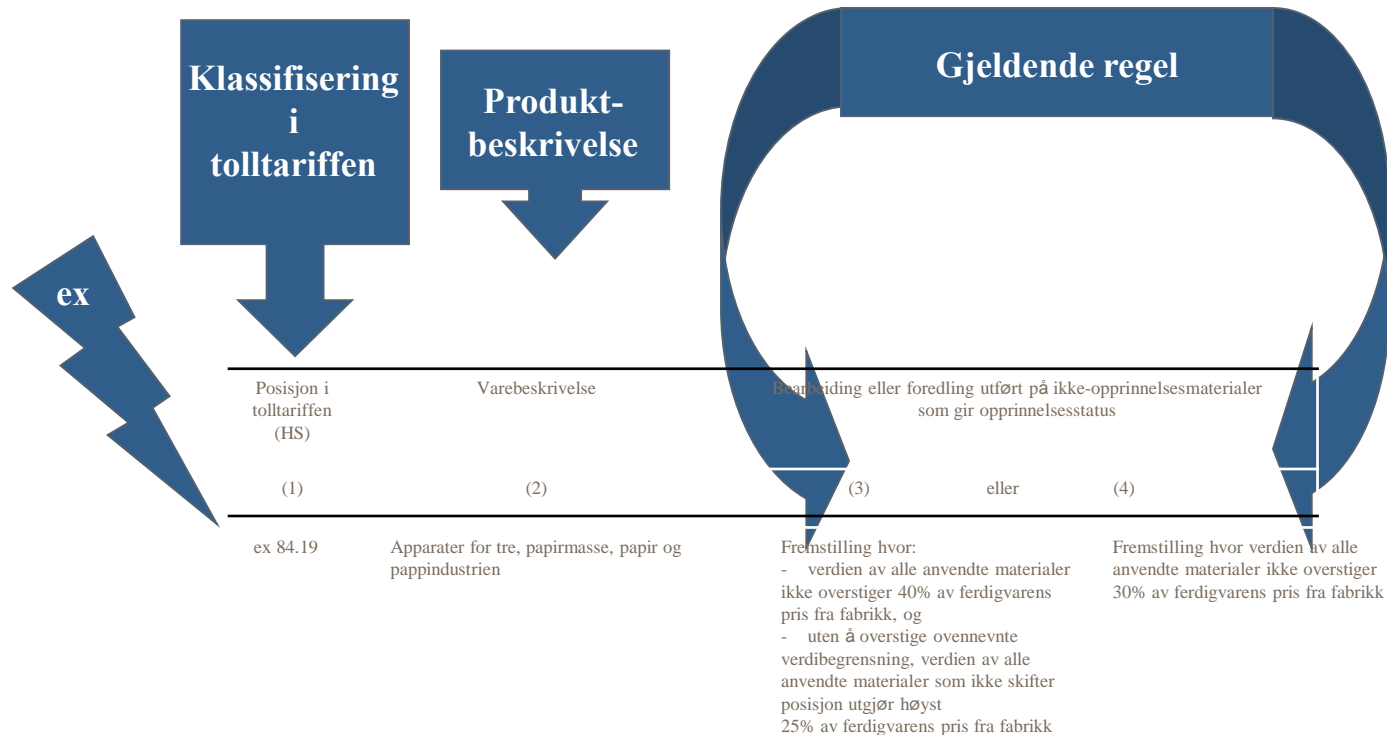 Klassifisering
i
tolltariffen
Produkt-
beskrivelse
Gjeldende regel
ex
Posisjon i
tolltariffen
(HS)
Varebeskrivelse
Bearbeiding eller foredling utført på ikke-opprinnelsesmaterialer
som gir opprinnelsesstatus
(1)
(2)
(3) eller (4)
ex 84.19
Apparater for tre, papirmasse, papir og
pappindustrien
Fremstilling hvor:
- verdien av alle anvendte materialer
ikke overstiger 40% av ferdigvarens
pris fra fabrikk, og
- uten å overstige ovennevnte
verdibegrensning, verdien av alle
anvendte materialer som ikke skifter
posisjon utgjør høyst
25% av ferdigvarens pris fra fabrikk
Fremstilling hvor verdien av alle
anvendte materialer ikke overstiger
30% av ferdigvarens pris fra fabrikk